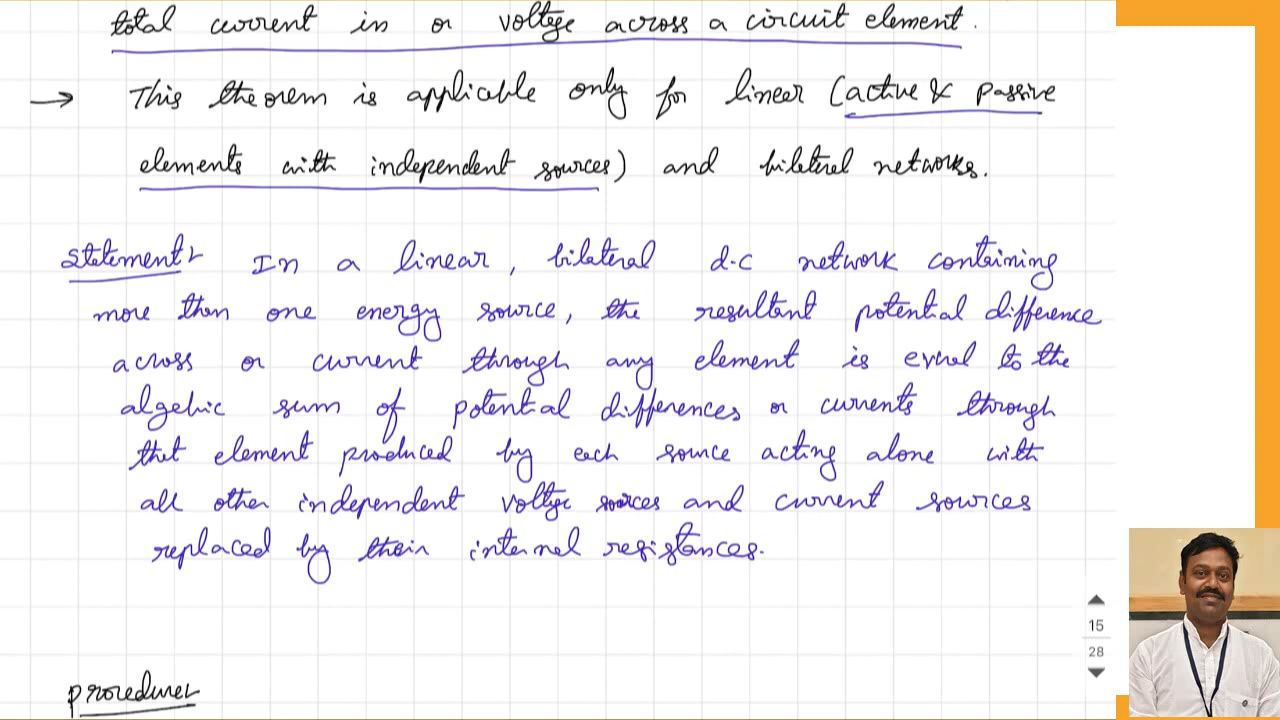 total current in or voltage across a circuit element.
→ This theorem is applicable only for linear (active & passive
elements with independent sources) and bilateral networks.
Statement:- In a linear, bilateral d.c network containing
more than one energy source, the resultant potential difference
across or current through any element is equal to the
algebic sum of potential differences or currents through
that element produced by each source acting alone with
all other independent voltage sources and current sources
replaced by their internal resistances.
15
28
procedure:-